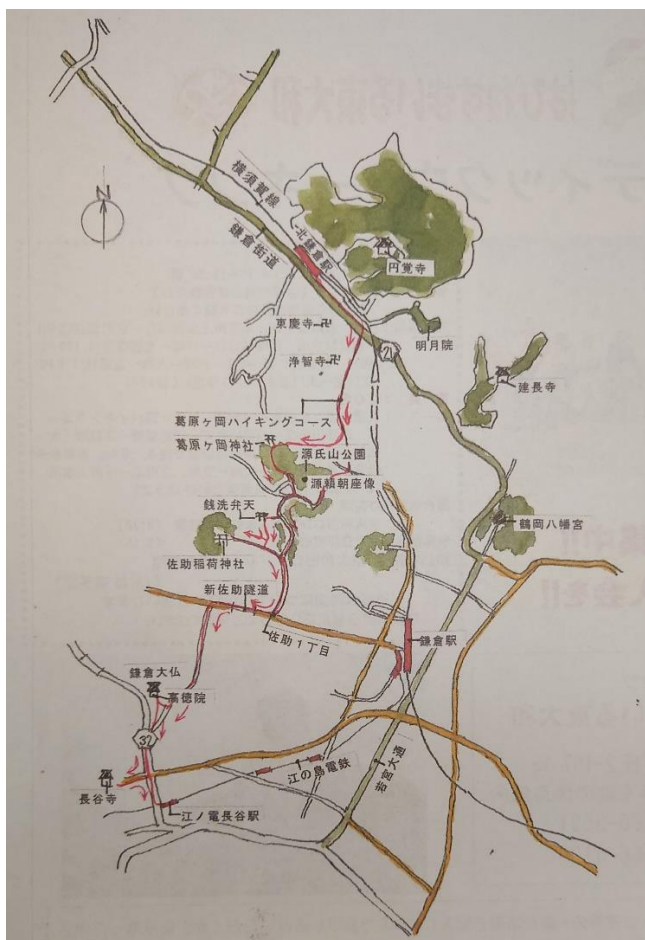 N
横須賀線
鎌倉街道
北鎌倉駅
円覚寺
東慶寺卍
明月院
21
浄智寺卍
建長寺
葛原ヶ岡ハイキングコース
葛原ヶ岡神社
源氏山公園
源頼朝座像
銭洗弁天
鶴岡八幡宮
佐助稲荷神社
新佐助隧道
佐助1丁目
鎌倉駅
鎌倉大仏
高徳院
32
若宮大通
江の島電鉄
長谷寺
江ノ電長谷駅